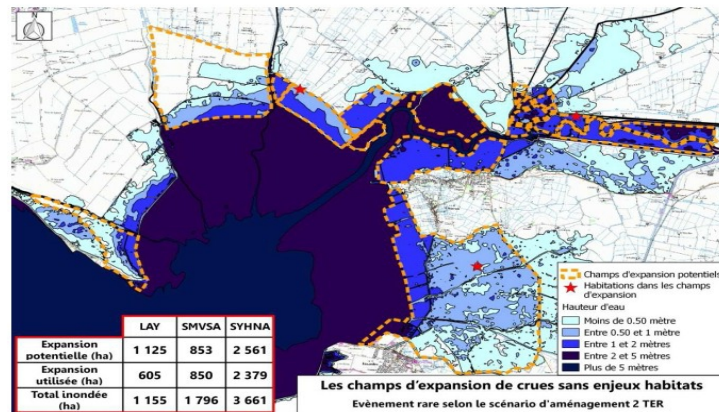 Champs d'expansion potentiels
Habitations dans les champs
d'expansion
Hauteur d'eau
Moins de 0.50 mètre
Entre 0.50 et 1 mètre
Entre 1 et 2 mètres
Entre 2 et 5 mètres
Plus de 5 mètres
LAY SMVSA SYHNA
Expansion
potentielle (ha) 1 125 853 2 561
Expansion
utilisée (ha) 605 850 2 379
Total inondée
(ha) 1 155 1 796 3 661
Les champs d'expansion de crues sans enjeux habitats
Evènement rare selon le scénario d'aménagement 2 TER